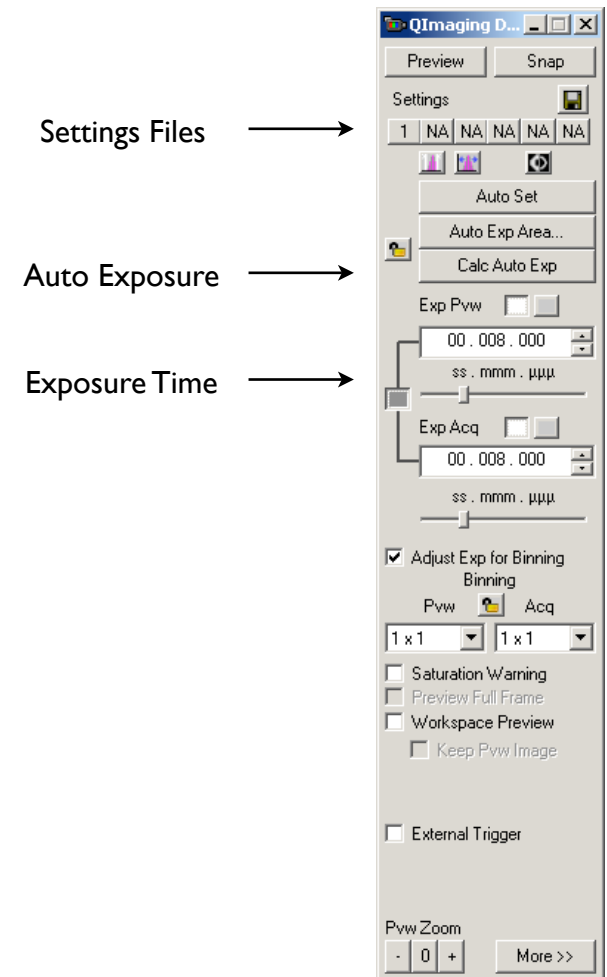 QImaging D...
Preview Snap
Settings
Settings Files
1 NA NA NA NA NA
Auto Set
Auto Exp Area...
Auto Exposure
Calc Auto Exp
Exp Pvw
00 . 008 . 000
Exposure Time
ss . mmm . µµµ
Exp Acq
00 . 008 . 000
ss . mmm . µµµ
Adjust Exp for Binning
Binning
Pvw Acq
1 x 1 1 x 1
Saturation Warning
Preview Full Frame
Workspace Preview
Keep Pvw Image
External Trigger
Pvw Zoom
- 0 + More >>